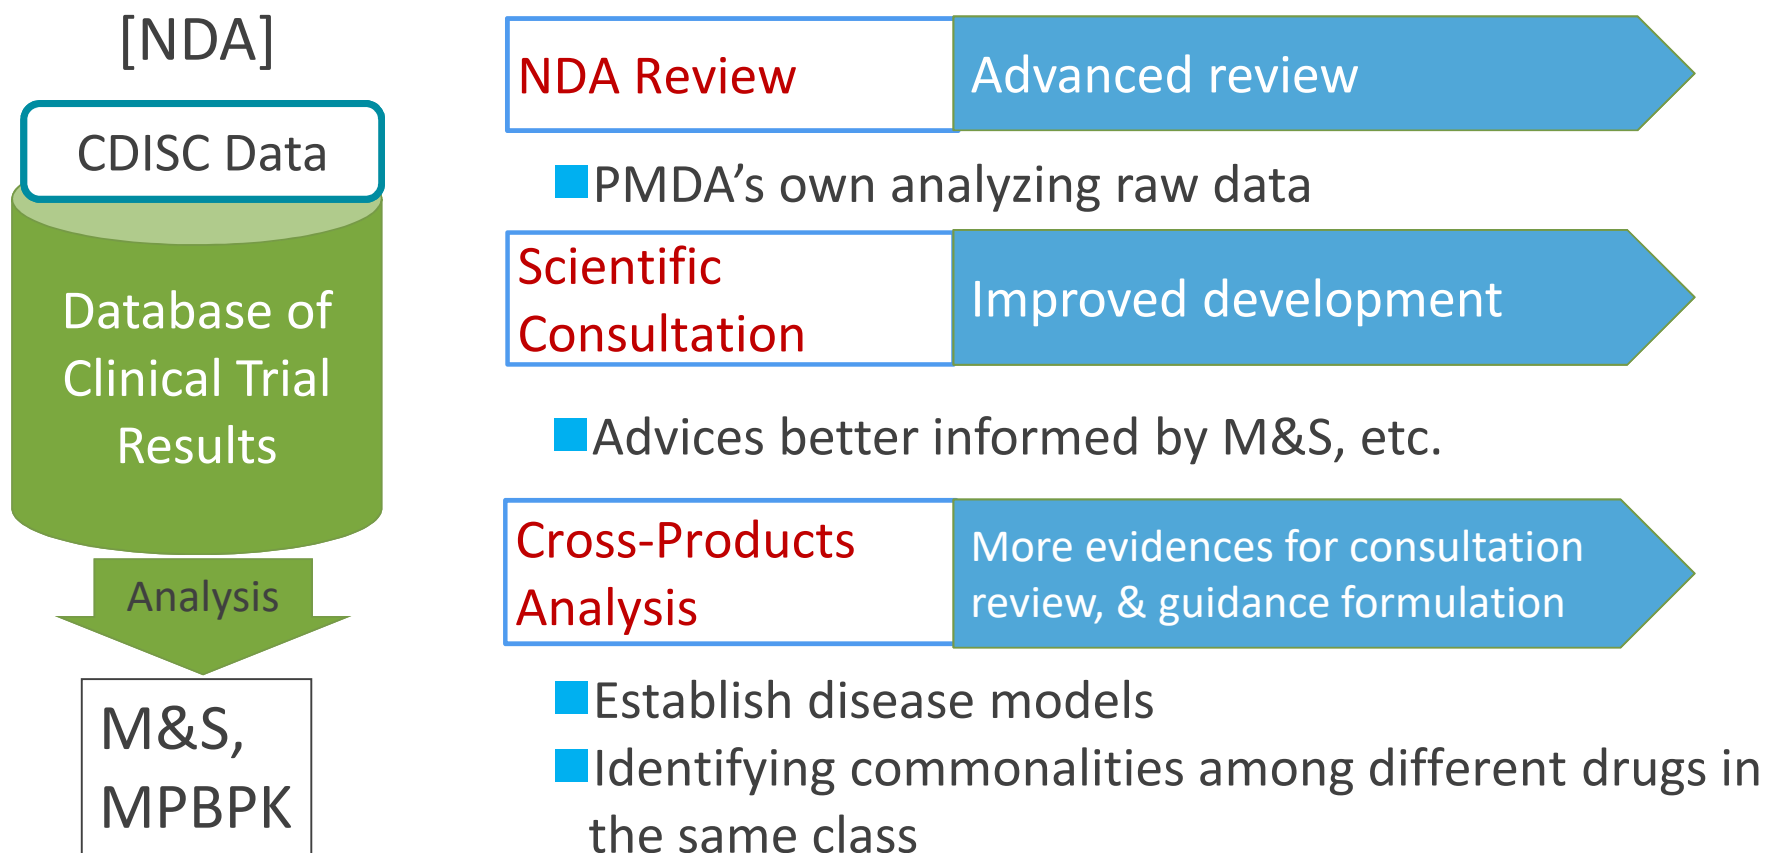 [NDA]
CDISC Data
Database of
Clinical Trial
Results
Analysis
M&S,
MPBPK
NDA Review
Advanced review
PMDA’s own analyzing raw data
Scientific
Consultation
Improved development
Advices better informed by M&S, etc.
Cross-Products
Analysis
More evidences for consultation
review, & guidance formulation
Establish disease models
Identifying commonalities among different drugs in
the same class